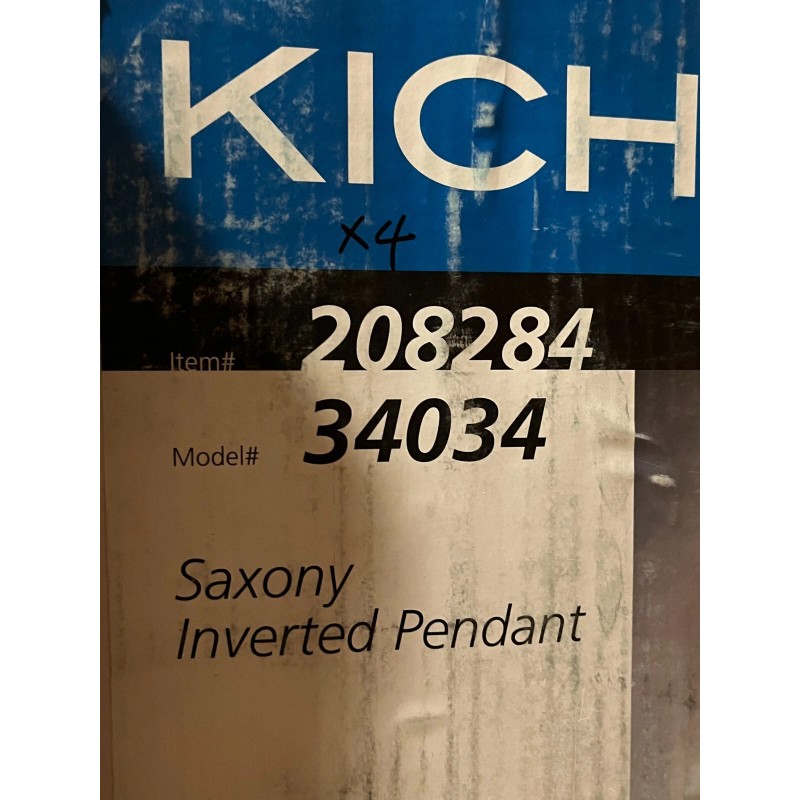 KICH
x4
Item# 208284
Model# 34034
Saxony
Inverted Pendant